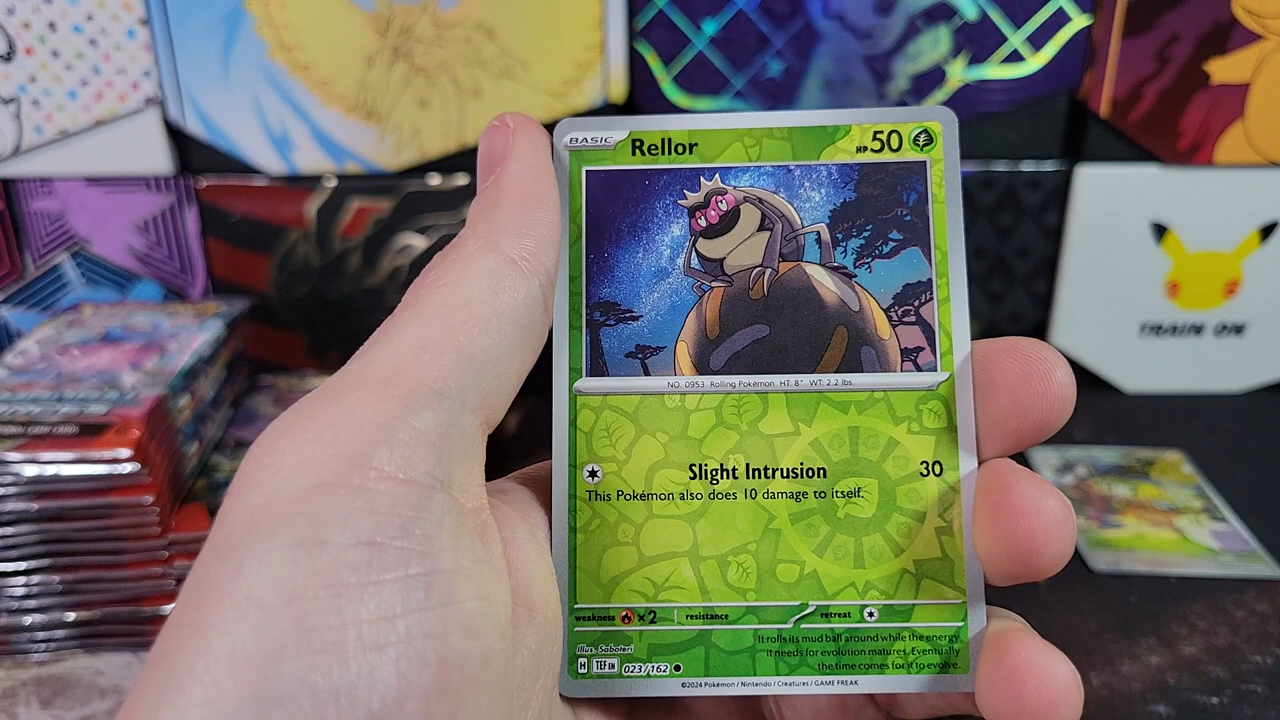 BASIC Rellor HP 50
NO. 0953 Rolling Pokémon HT: 8" WT: 2.2 lbs.
Slight Intrusion 30
This Pokémon also does 10 damage to itself.
weakness ×2 resistance retreat
It rolls its mud ball around while the energy
it needs for evolution matures. Eventually
the time comes for it to evolve.
Illus. Saboteri
H TEF EN 023/162
©2024 Pokémon / Nintendo / Creatures / GAME FREAK
TRAIN ON